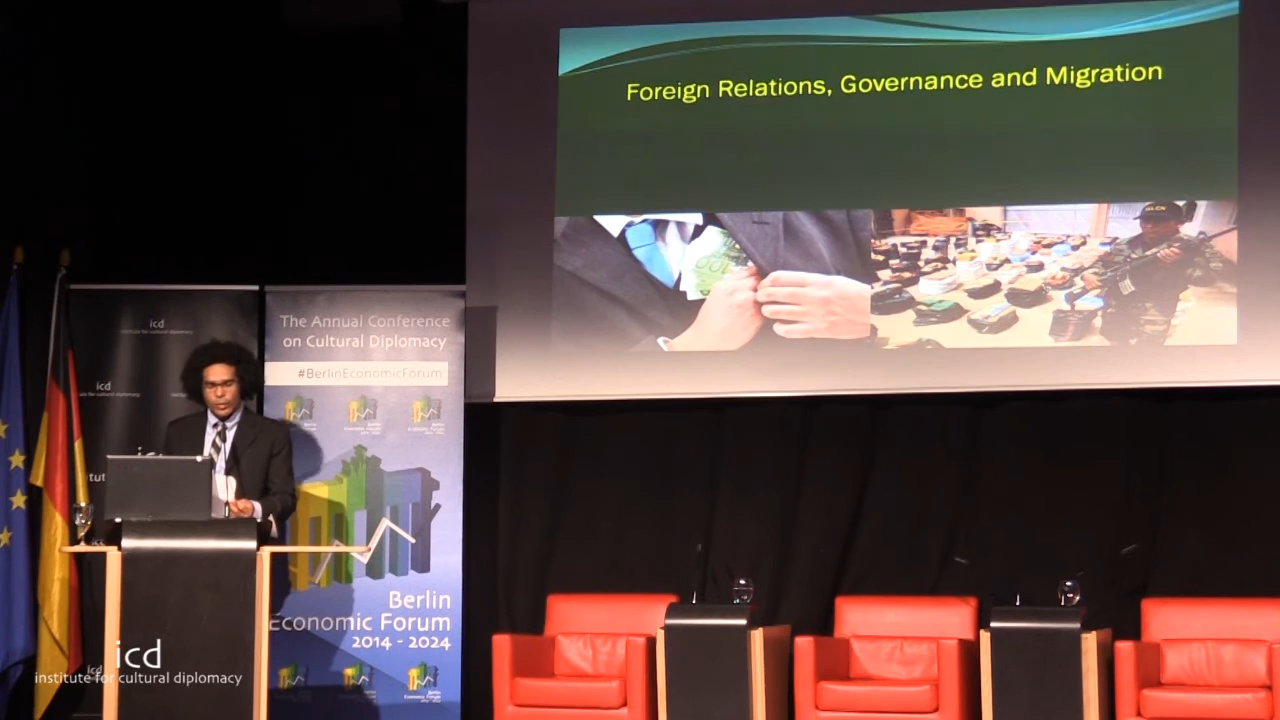 Foreign Relations, Governance and Migration
icd
institute for cultural diplomacy
icd
The Annual Conference
on Cultural Diplomacy
#BerlinEconomicForum
Berlin
Economic Forum
2014 - 2024
icd
institute for cultural diplomacy